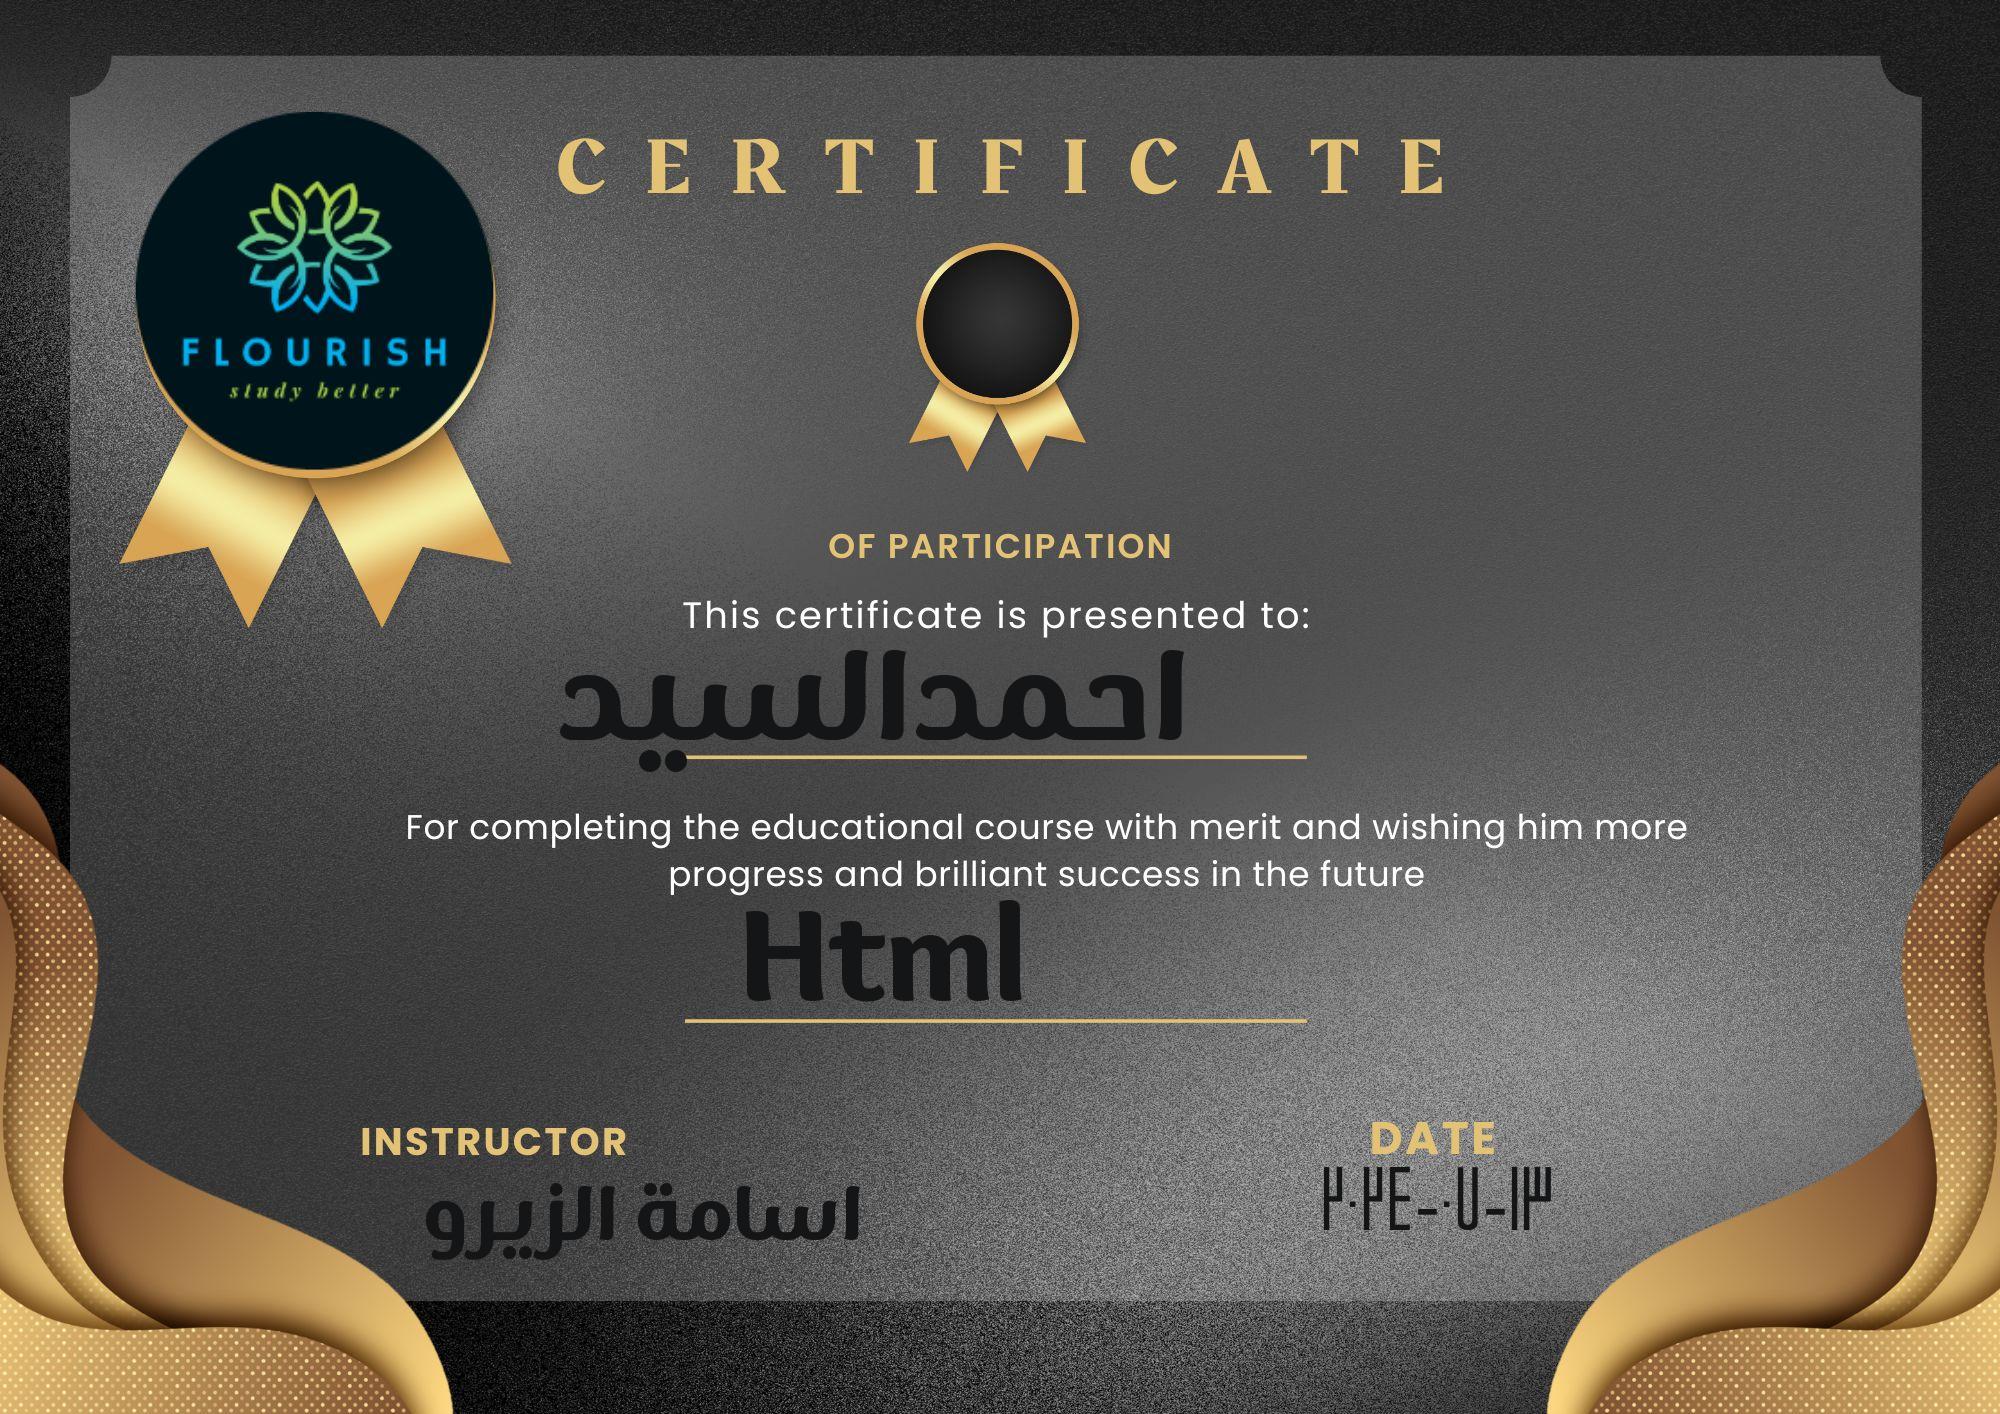 CERTIFICATE
FLOURISH
study better
OF PARTICIPATION
This certificate is presented to:
احمدالسيد
For completing the educational course with merit and wishing him more
progress and brilliant success in the future
Html
INSTRUCTOR
DATE
اسامة الزيرو
٢٠٢٤-٠٧-١٣